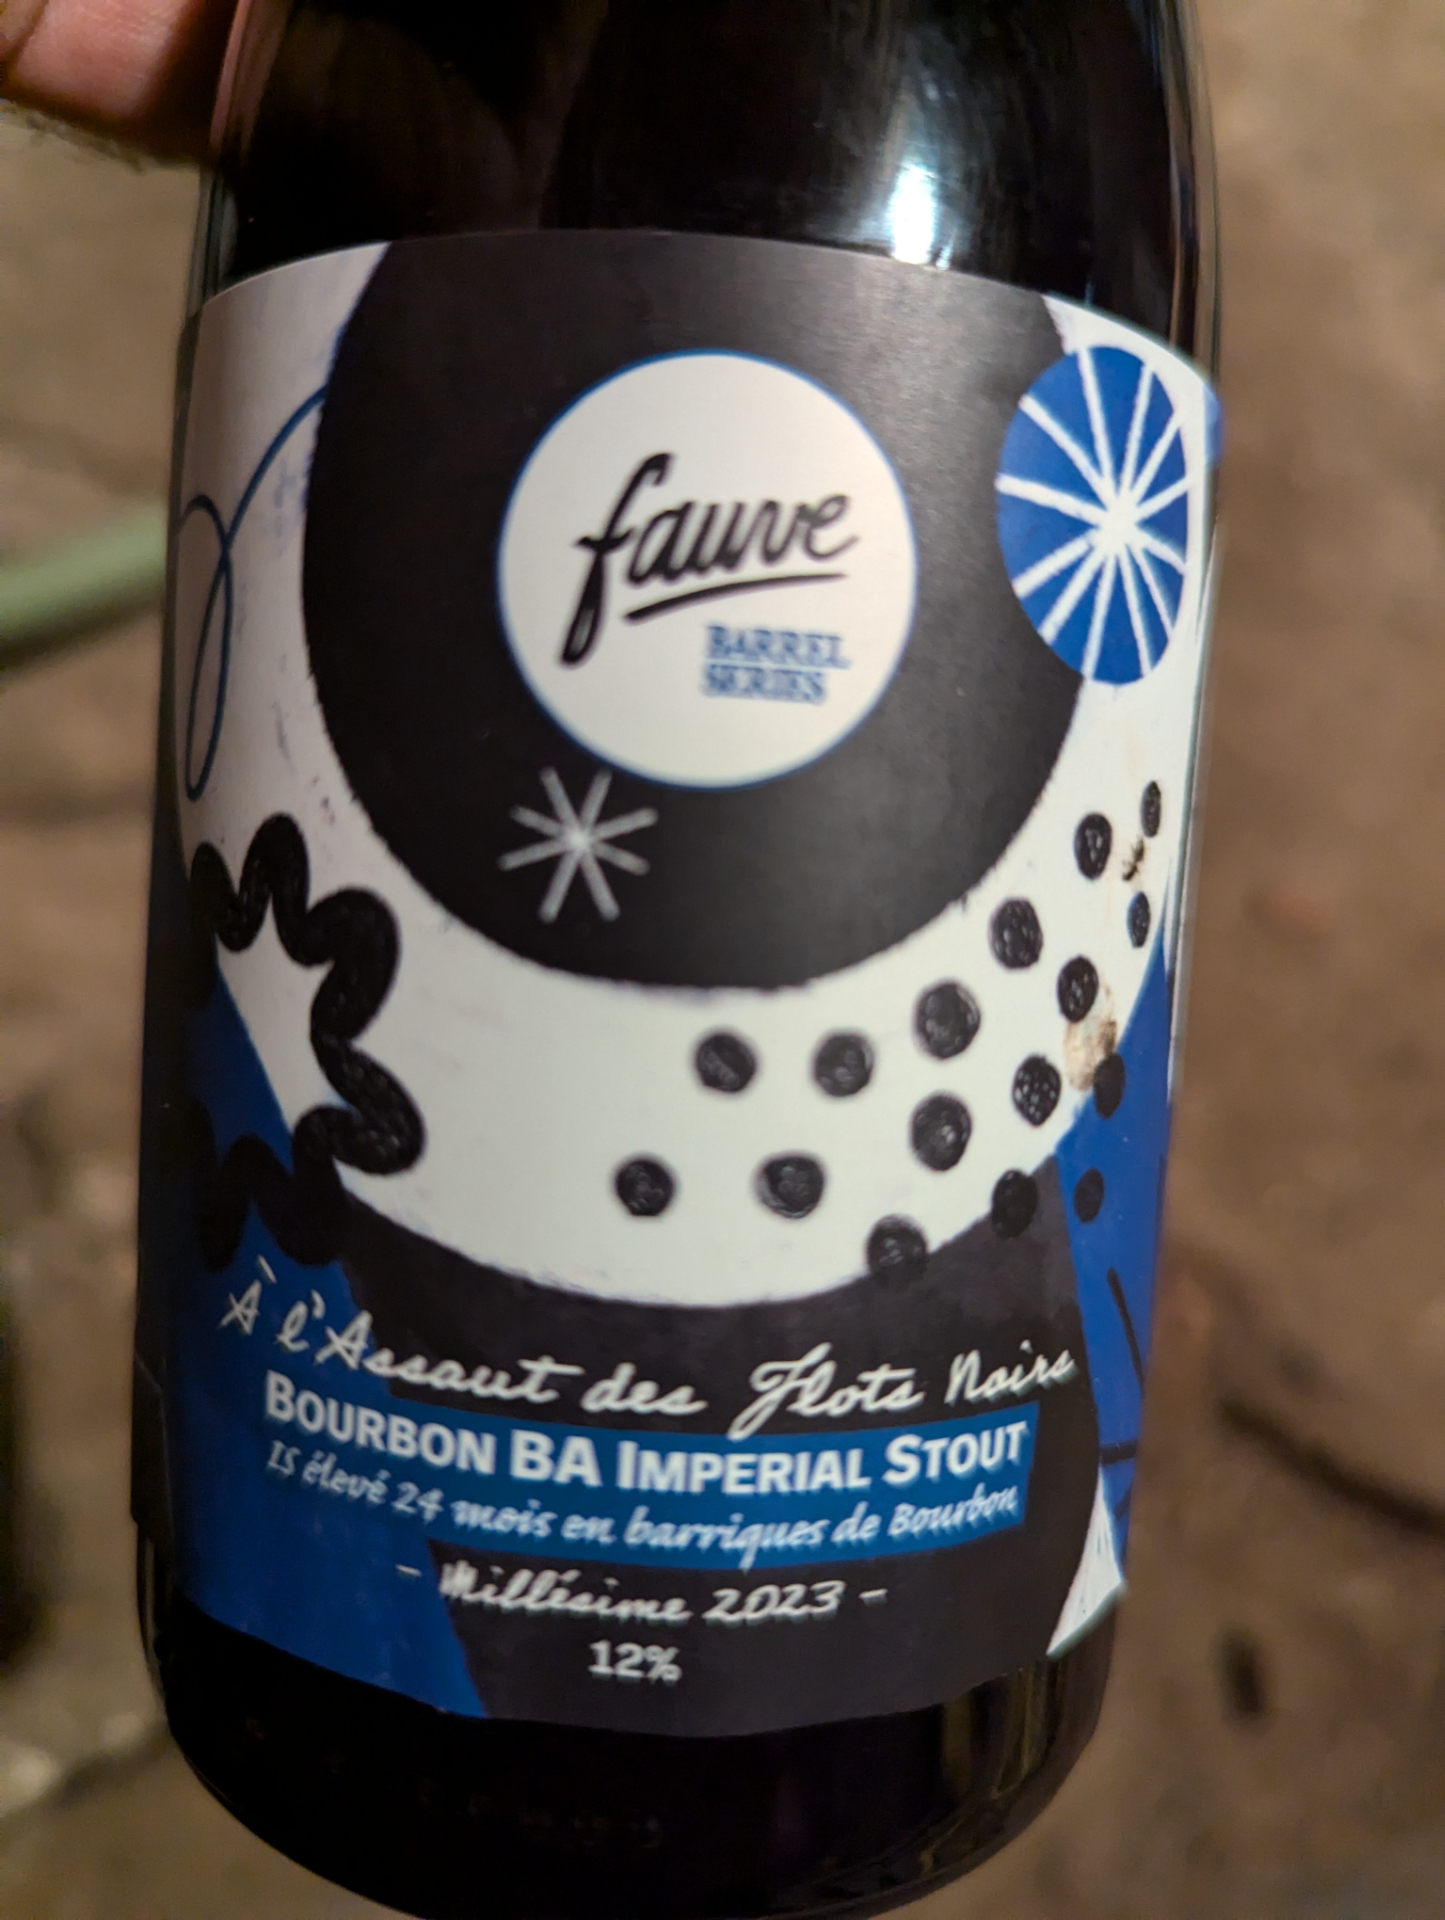 fauve
BARREL
SERIES
À l'Assaut des Flots Noirs
BOURBON BA IMPERIAL STOUT
IS élevé 24 mois en barriques de Bourbon
- Millésime 2023 -
12%